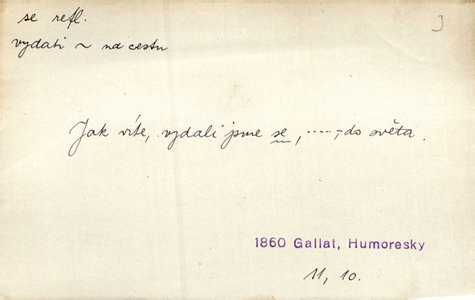 se refl.
vydati ~ na cestu
Jak víte, vydali jsme se, ....., do světa.
1860 Gallat, Humoresky
11, 10.